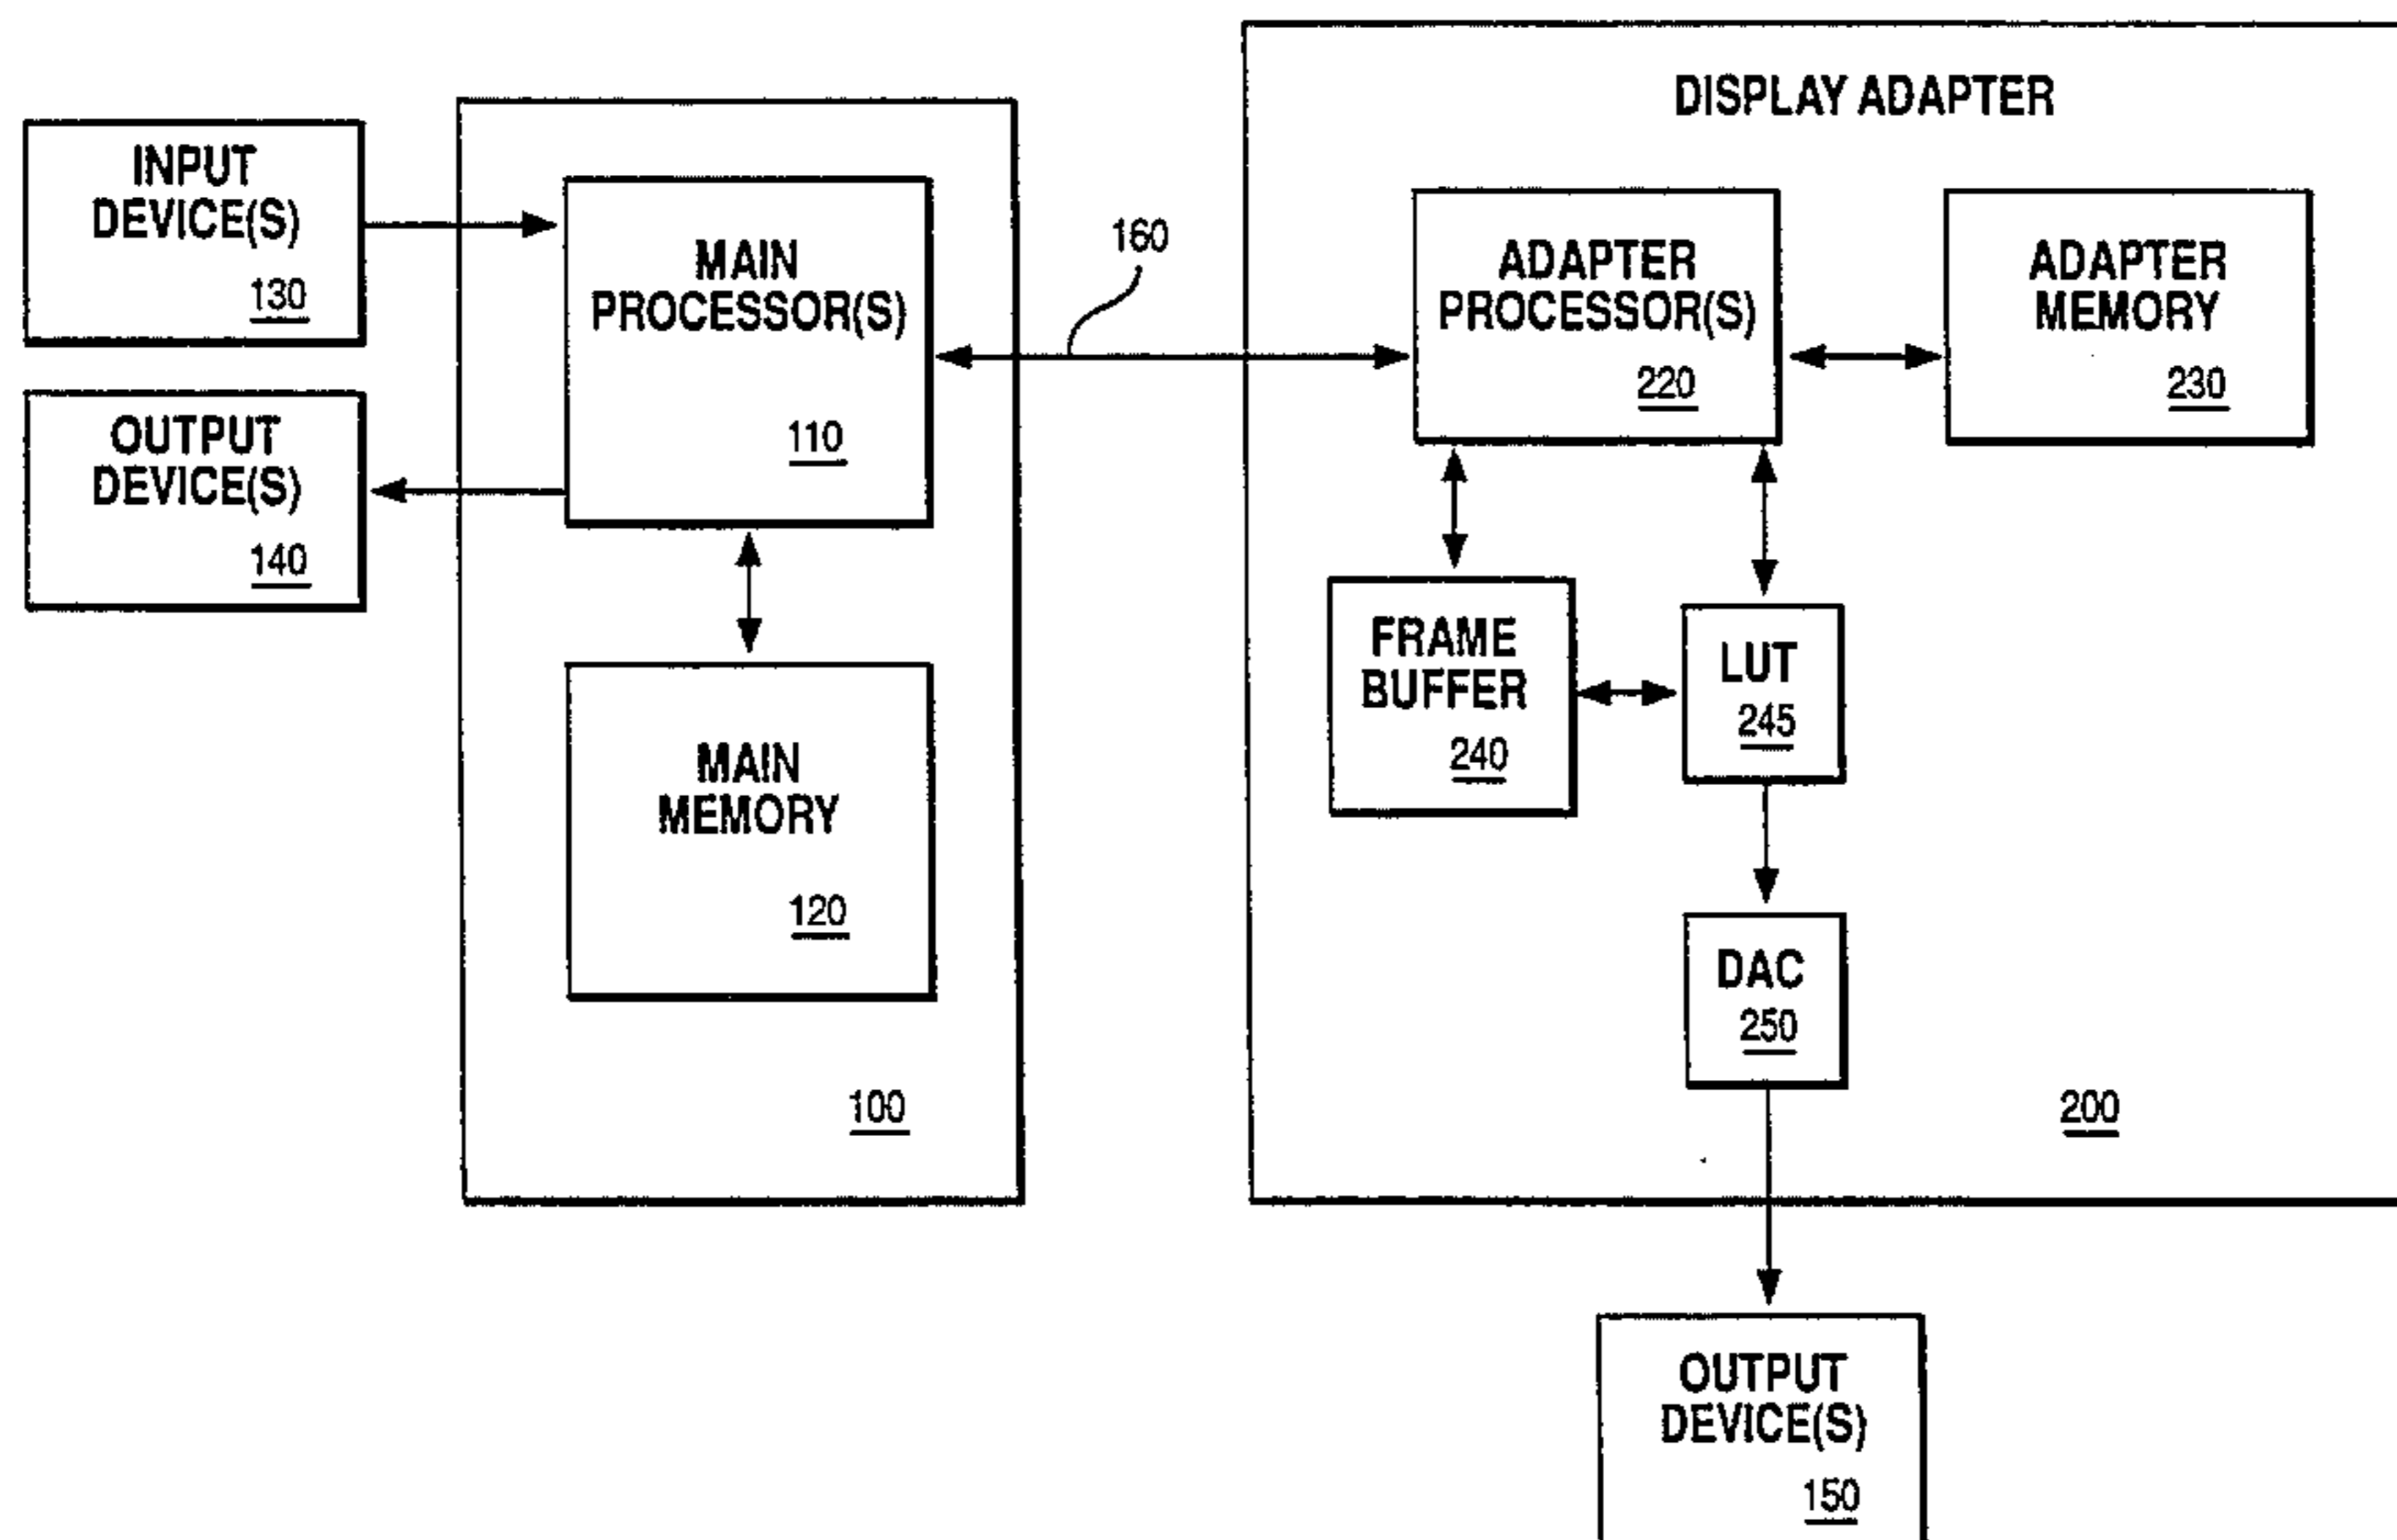 DISPLAY ADAPTER
INPUT
DEVICE(S)
130
OUTPUT
DEVICE(S)
140
MAIN
PROCESSOR(S)
110
MAIN
MEMORY
120
100
160
ADAPTER
PROCESSOR(S)
220
ADAPTER
MEMORY
230
FRAME
BUFFER
240
LUT
245
DAC
250
200
OUTPUT
DEVICE(S)
150